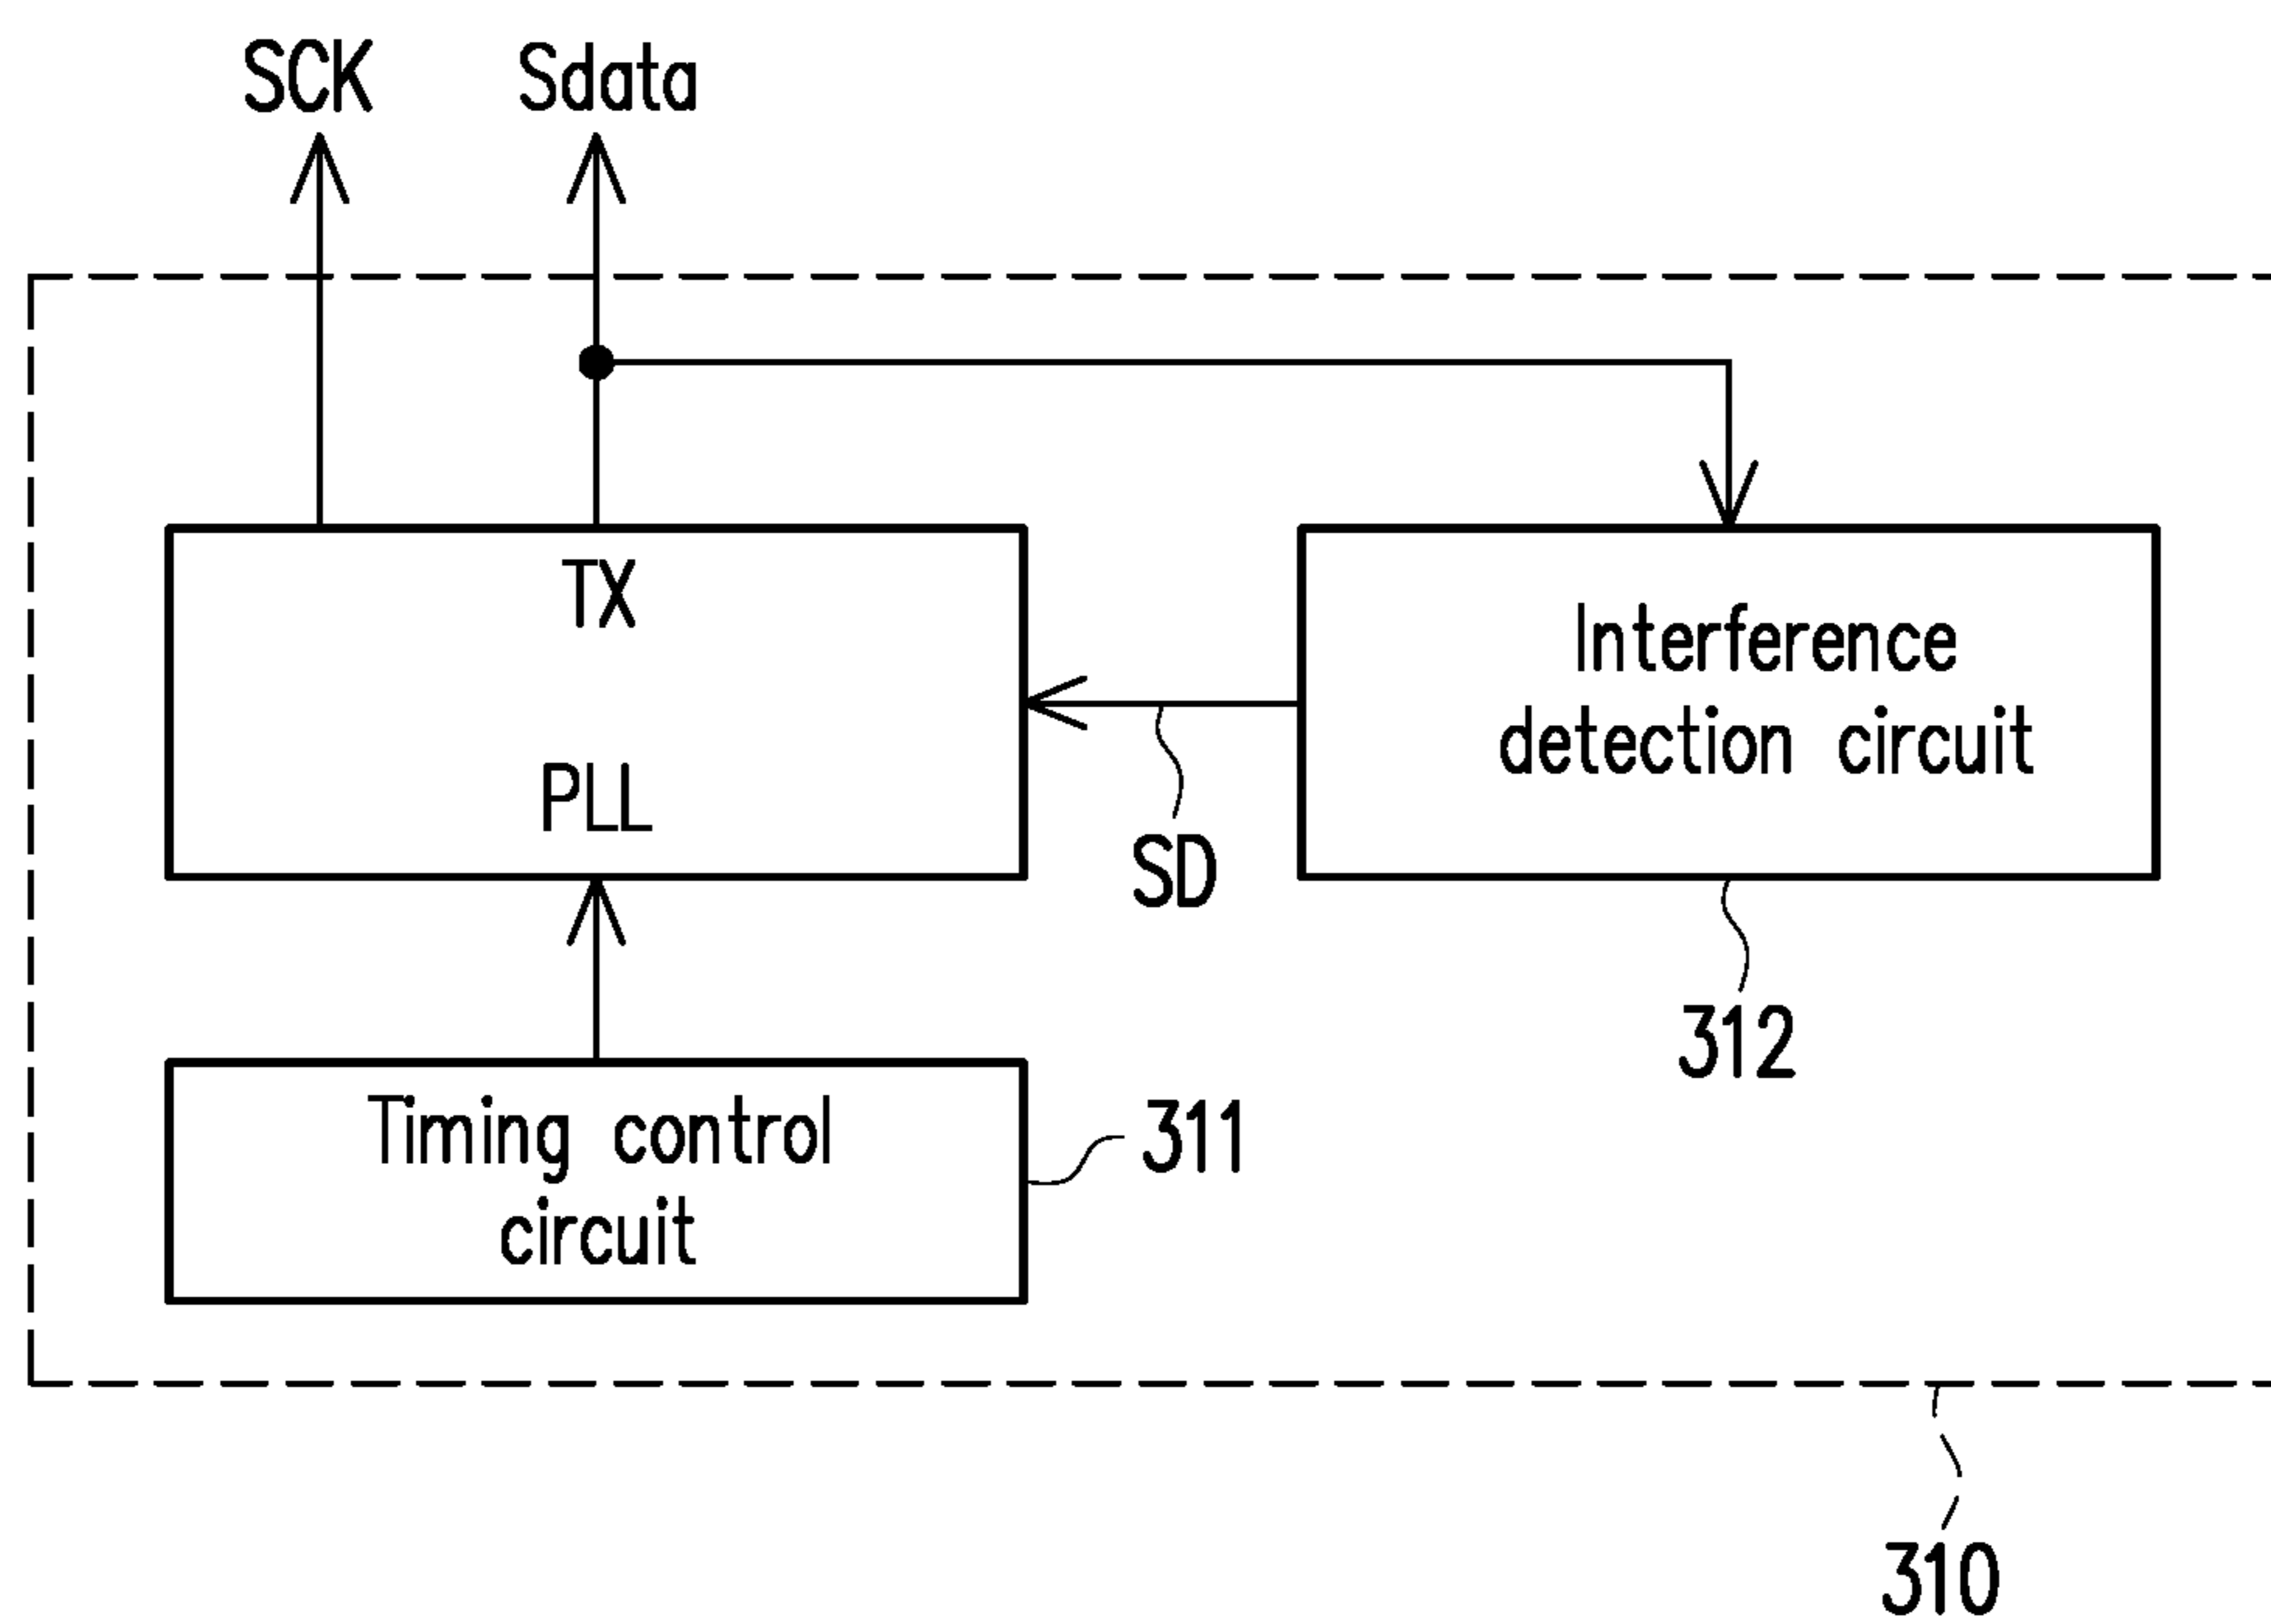 SCK
Sdata
TX
PLL
Interference
detection circuit
SD
312
Timing control
circuit
311
310